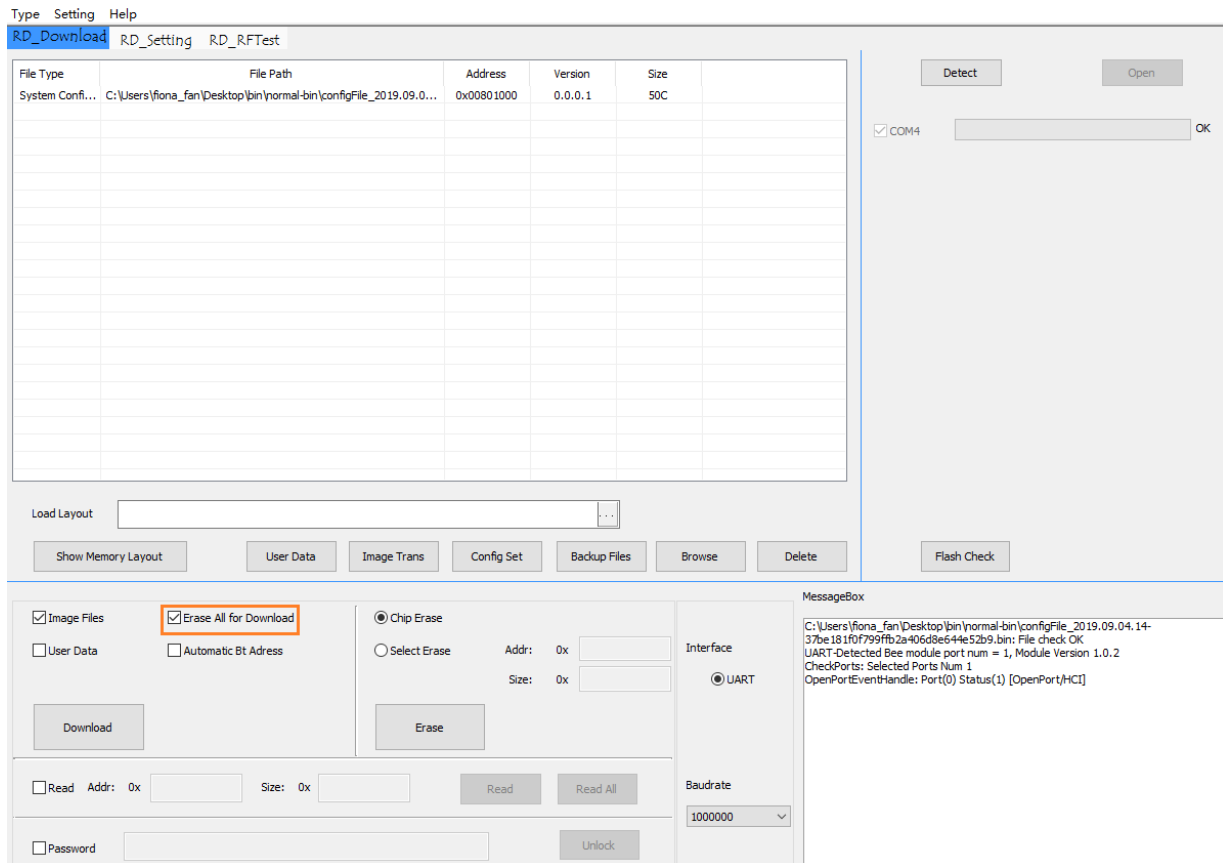 Type Setting Help
RD_Download RD_Setting RD_RFTest
File Type File Path Address Version Size
System Confi... C:\Users\fiona_fan\Desktop\bin\normal-bin\configFile_2019.09.0... 0x00801000 0.0.0.1 50C
Detect Open
COM4 OK
Load Layout ...
Show Memory Layout User Data Image Trans Config Set Backup Files Browse Delete Flash Check
Image Files Erase All for Download Chip Erase
User Data Automatic Bt Adress Select Erase Addr: 0x
Size: 0x
Download Erase
Interface
UART
Read Addr: 0x Size: 0x Read Read All
Baudrate
1000000
Password Unlock
MessageBox
C:\Users\fiona_fan\Desktop\bin\normal-bin\configFile_2019.09.04.14-
37be181f0f799ffb2a406d8e644e52b9.bin: File check OK
UART-Detected Bee module port num = 1, Module Version 1.0.2
CheckPorts: Selected Ports Num 1
OpenPortEventHandle: Port(0) Status(1) [OpenPort/HCI]